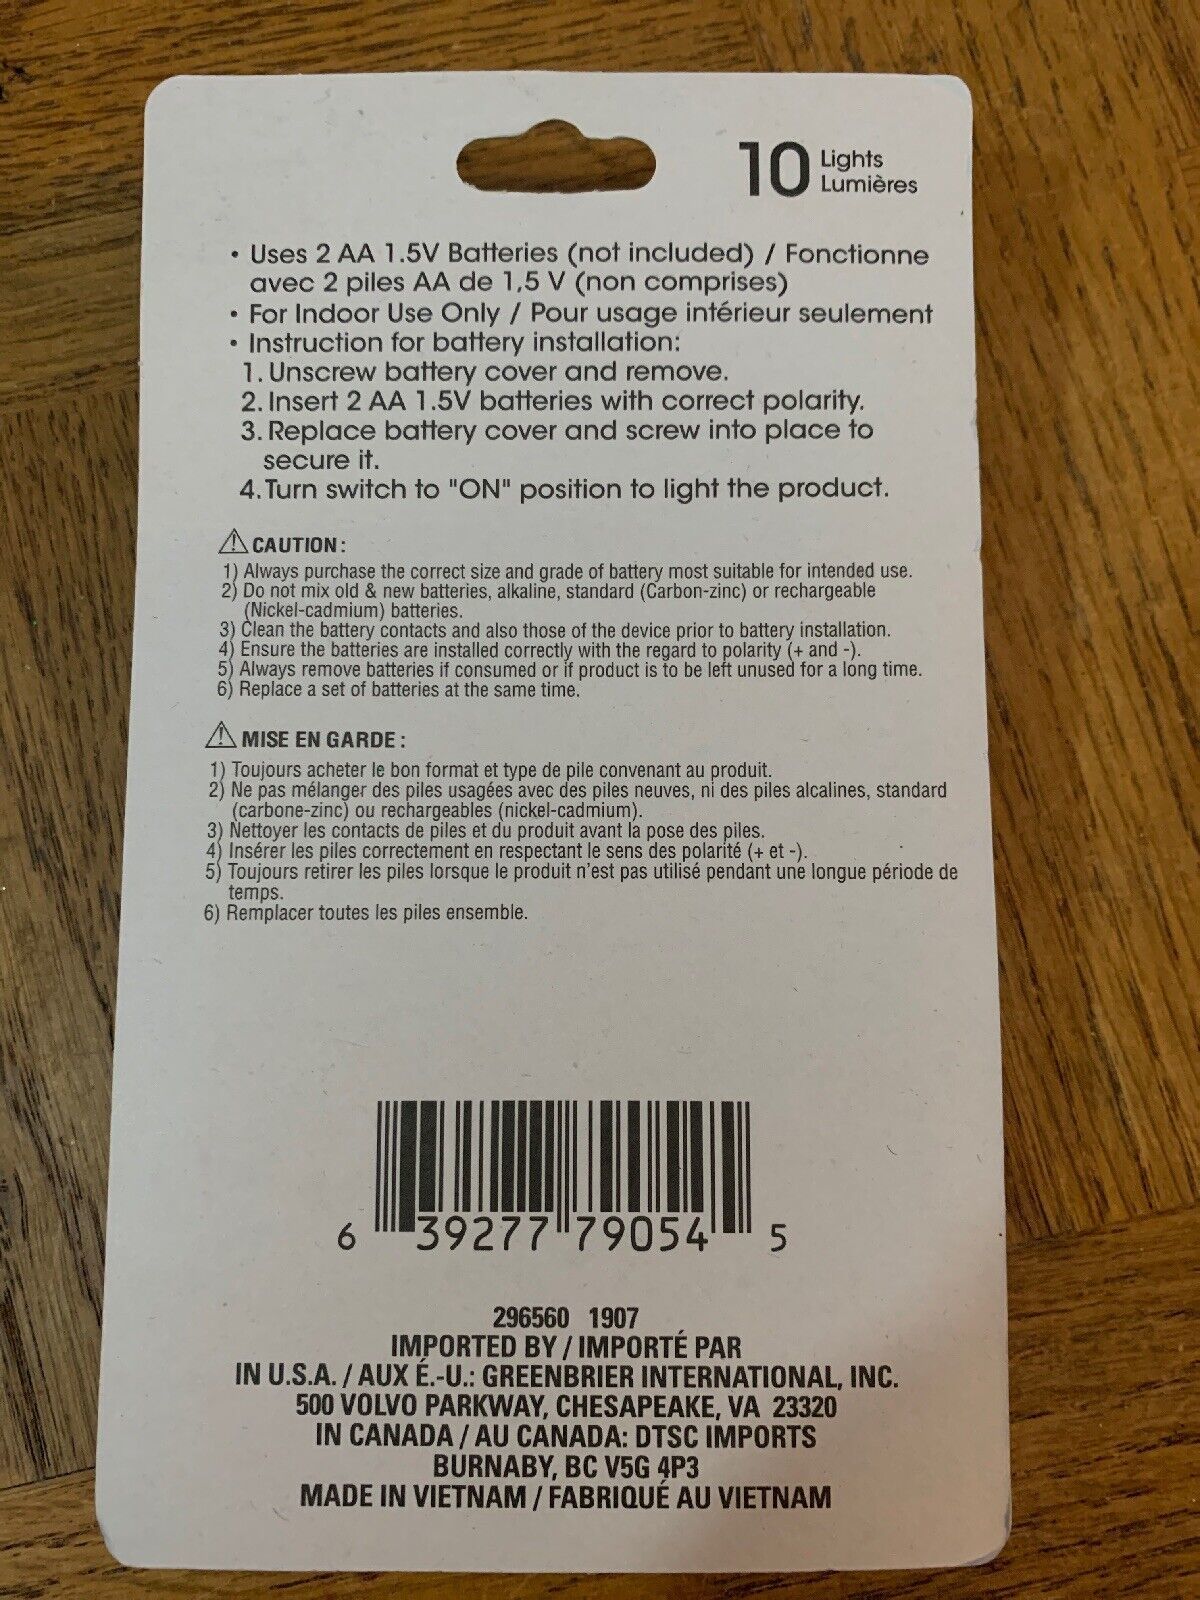 10 Lights
Lumières
• Uses 2 AA 1.5V Batteries (not included) / Fonctionne
avec 2 piles AA de 1,5 V (non comprises)
• For Indoor Use Only / Pour usage intérieur seulement
• Instruction for battery installation:
1. Unscrew battery cover and remove.
2. Insert 2 AA 1.5V batteries with correct polarity.
3. Replace battery cover and screw into place to
secure it.
4. Turn switch to "ON" position to light the product.
⚠ CAUTION:
1) Always purchase the correct size and grade of battery most suitable for intended use.
2) Do not mix old & new batteries, alkaline, standard (Carbon-zinc) or rechargeable
(Nickel-cadmium) batteries.
3) Clean the battery contacts and also those of the device prior to battery installation.
4) Ensure the batteries are installed correctly with the regard to polarity (+ and -).
5) Always remove batteries if consumed or if product is to be left unused for a long time.
6) Replace a set of batteries at the same time.
⚠ MISE EN GARDE :
1) Toujours acheter le bon format et type de pile convenant au produit.
2) Ne pas mélanger des piles usagées avec des piles neuves, ni des piles alcalines, standard
(carbone-zinc) ou rechargeables (nickel-cadmium).
3) Nettoyer les contacts de piles et du produit avant la pose des piles.
4) Insérer les piles correctement en respectant le sens des polarité (+ et -).
5) Toujours retirer les piles lorsque le produit n'est pas utilisé pendant une longue période de
temps.
6) Remplacer toutes les piles ensemble.
6 39277 79054 5
296560 1907
IMPORTED BY / IMPORTÉ PAR
IN U.S.A. / AUX É.-U.: GREENBRIER INTERNATIONAL, INC.
500 VOLVO PARKWAY, CHESAPEAKE, VA 23320
IN CANADA / AU CANADA: DTSC IMPORTS
BURNABY, BC V5G 4P3
MADE IN VIETNAM / FABRIQUÉ AU VIETNAM